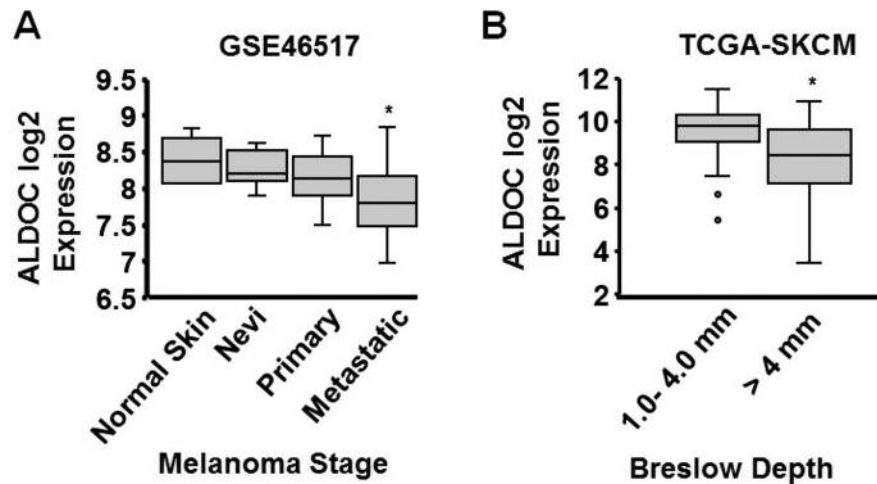 A
GSE46517
ALDOC log2
Expression
9.5
9
8.5
8
7.5
7
6.5
*
Normal Skin
Nevi
Primary
Metastatic
Melanoma Stage
B
TCGA-SKCM
ALDOC log2
Expression
12
10
8
6
4
2
*
1.0- 4.0 mm
> 4 mm
Breslow Depth